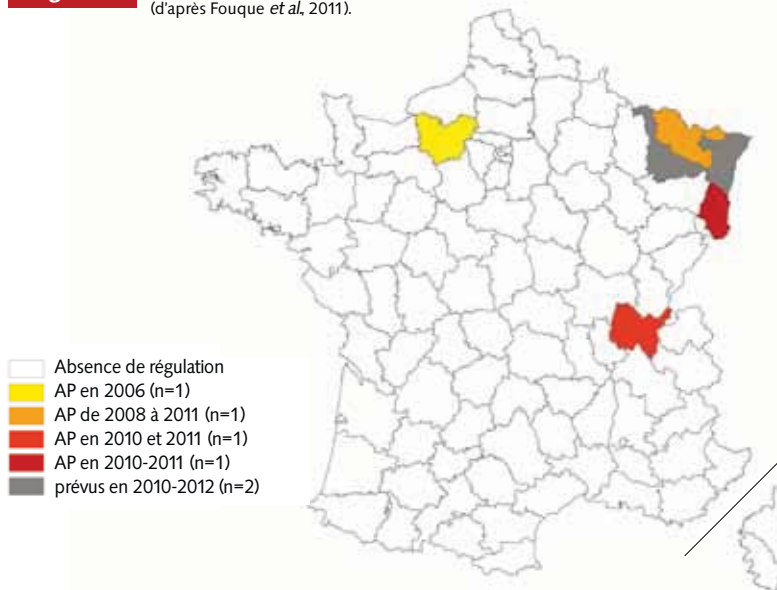 (d'après Fouque et al., 2011).
Absence de régulation
AP en 2006 (n=1)
AP de 2008 à 2011 (n=1)
AP en 2010 et 2011 (n=1)
AP en 2010-2011 (n=1)
prévus en 2010-2012 (n=2)